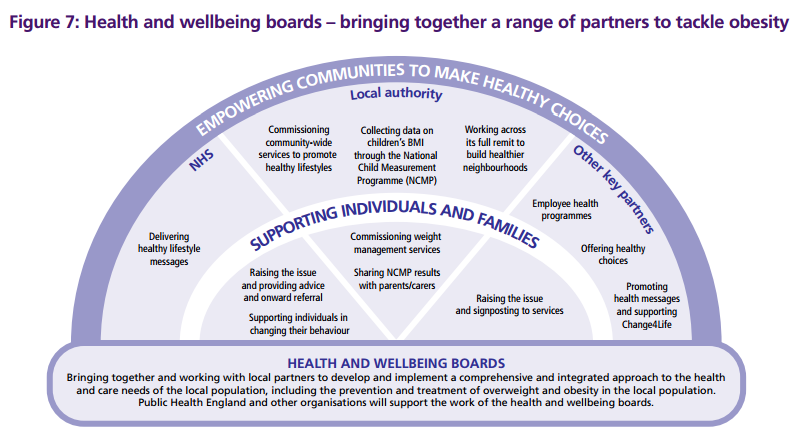 Figure 7: Health and wellbeing boards – bringing together a range of partners to tackle obesity
EMPOWERING COMMUNITIES TO MAKE HEALTHY CHOICES
NHS
Delivering
healthy lifestyle
messages
Local authority
Commissioning
community-wide
services to promote
healthy lifestyles
Collecting data on
children's BMI
through the National
Child Measurement
Programme (NCMP)
Working across
its full remit to
build healthier
neighbourhoods
Other key partners
Employee health
programmes
Offering healthy
choices
Promoting
health messages
and supporting
Change4Life
SUPPORTING INDIVIDUALS AND FAMILIES
Raising the issue
and providing advice
and onward referral
Supporting individuals in
changing their behaviour
Commissioning weight
management services
Sharing NCMP results
with parents/carers
Raising the issue
and signposting to services
HEALTH AND WELLBEING BOARDS
Bringing together and working with local partners to develop and implement a comprehensive and integrated approach to the health
and care needs of the local population, including the prevention and treatment of overweight and obesity in the local population.
Public Health England and other organisations will support the work of the health and wellbeing boards.